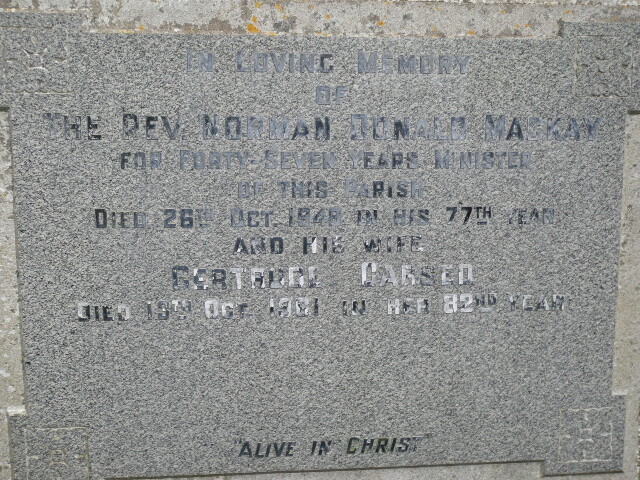 IN LOVING MEMORY
OF
THE REV. NORMAN DONALD MACKAY
FOR FORTY-SEVEN YEARS MINISTER
OF THIS PARISH
DIED 26TH OCT. 1948 IN HIS 77TH YEAR
AND HIS WIFE
GERTRUDE
DIED 19TH OCT. IN HER 82ND YEAR
"ALIVE IN CHRIST"